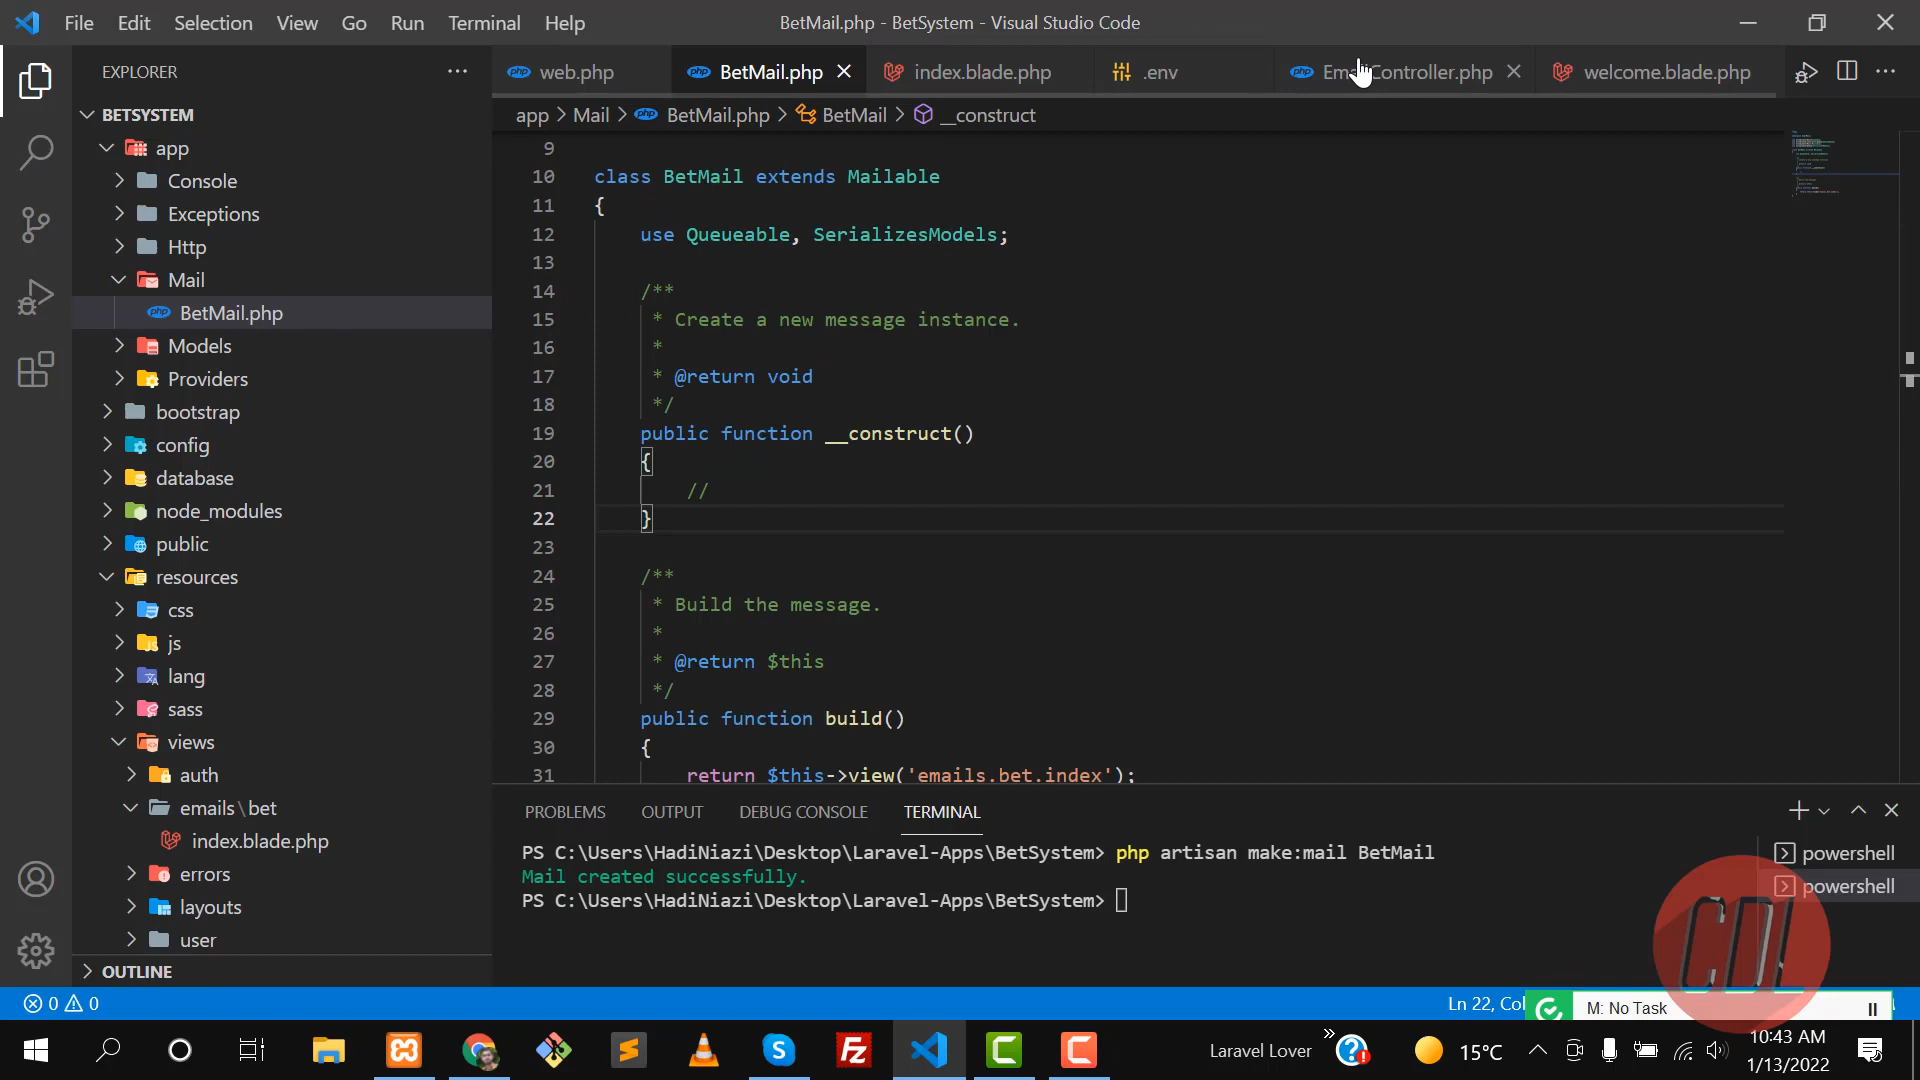 File Edit Selection View Go Run Terminal Help
BetMail.php - BetSystem - Visual Studio Code
EXPLORER
web.php
BetMail.php
index.blade.php
.env
EmailController.php
welcome.blade.php
BETSYSTEM
app > Mail > BetMail.php > BetMail > __construct
app
Console
Exceptions
Http
Mail
BetMail.php
Models
Providers
bootstrap
config
database
node_modules
public
resources
css
js
lang
sass
views
auth
emails\bet
index.blade.php
errors
layouts
user
OUTLINE
9
10 class BetMail extends Mailable
11 {
12 use Queueable, SerializesModels;
13
14 /**
15 * Create a new message instance.
16 *
17 * @return void
18 */
19 public function __construct()
20 {
21 //
22 }
23
24 /**
25 * Build the message.
26 *
27 * @return $this
28 */
29 public function build()
30 {
31 return $this->view('emails.bet.index');
PROBLEMS OUTPUT DEBUG CONSOLE TERMINAL
PS C:\Users\HadiNiazi\Desktop\Laravel-Apps\BetSystem> php artisan make:mail BetMail
Mail created successfully.
PS C:\Users\HadiNiazi\Desktop\Laravel-Apps\BetSystem>
powershell
powershell
CDL
0 0
Ln 22, Col
M: No Task
Laravel Lover
15°C
10:43 AM
1/13/2022